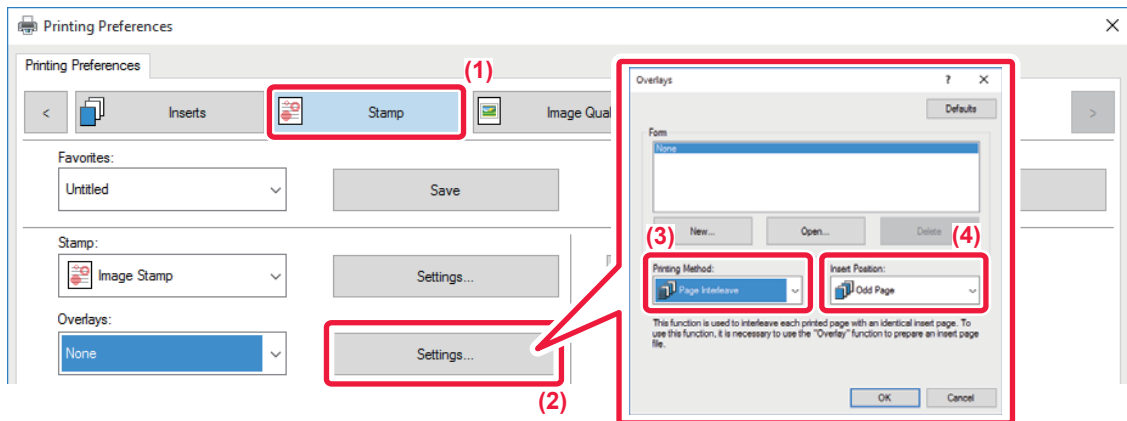 Printing Preferences
Printing Preferences
(1)
<
Inserts
Stamp
Image Qual
>
Favorites:
Untitled
Save
Stamp:
Image Stamp
Settings...
Overlays:
None
Settings...
(2)
Overlays
?
Defaults
Form
None
New...
Open...
Delete
(3)
(4)
Printing Method:
Insert Position:
Page Interleave
Odd Page
This function is used to interleave each printed page with an identical insert page. To
use this function, it is necessary to use the "Overlay" function to prepare an insert page
file.
OK
Cancel